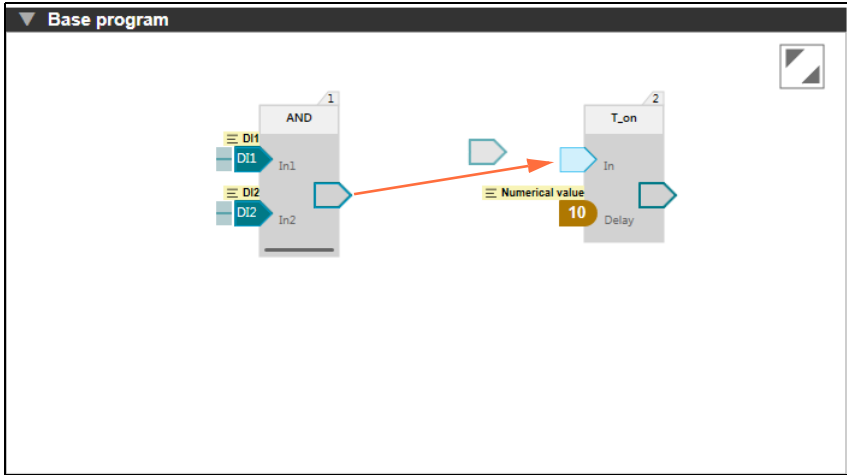 Base program
1
AND
DI1
DI1
In1
DI2
DI2
In2
2
T_on
In
Numerical value
10
Delay